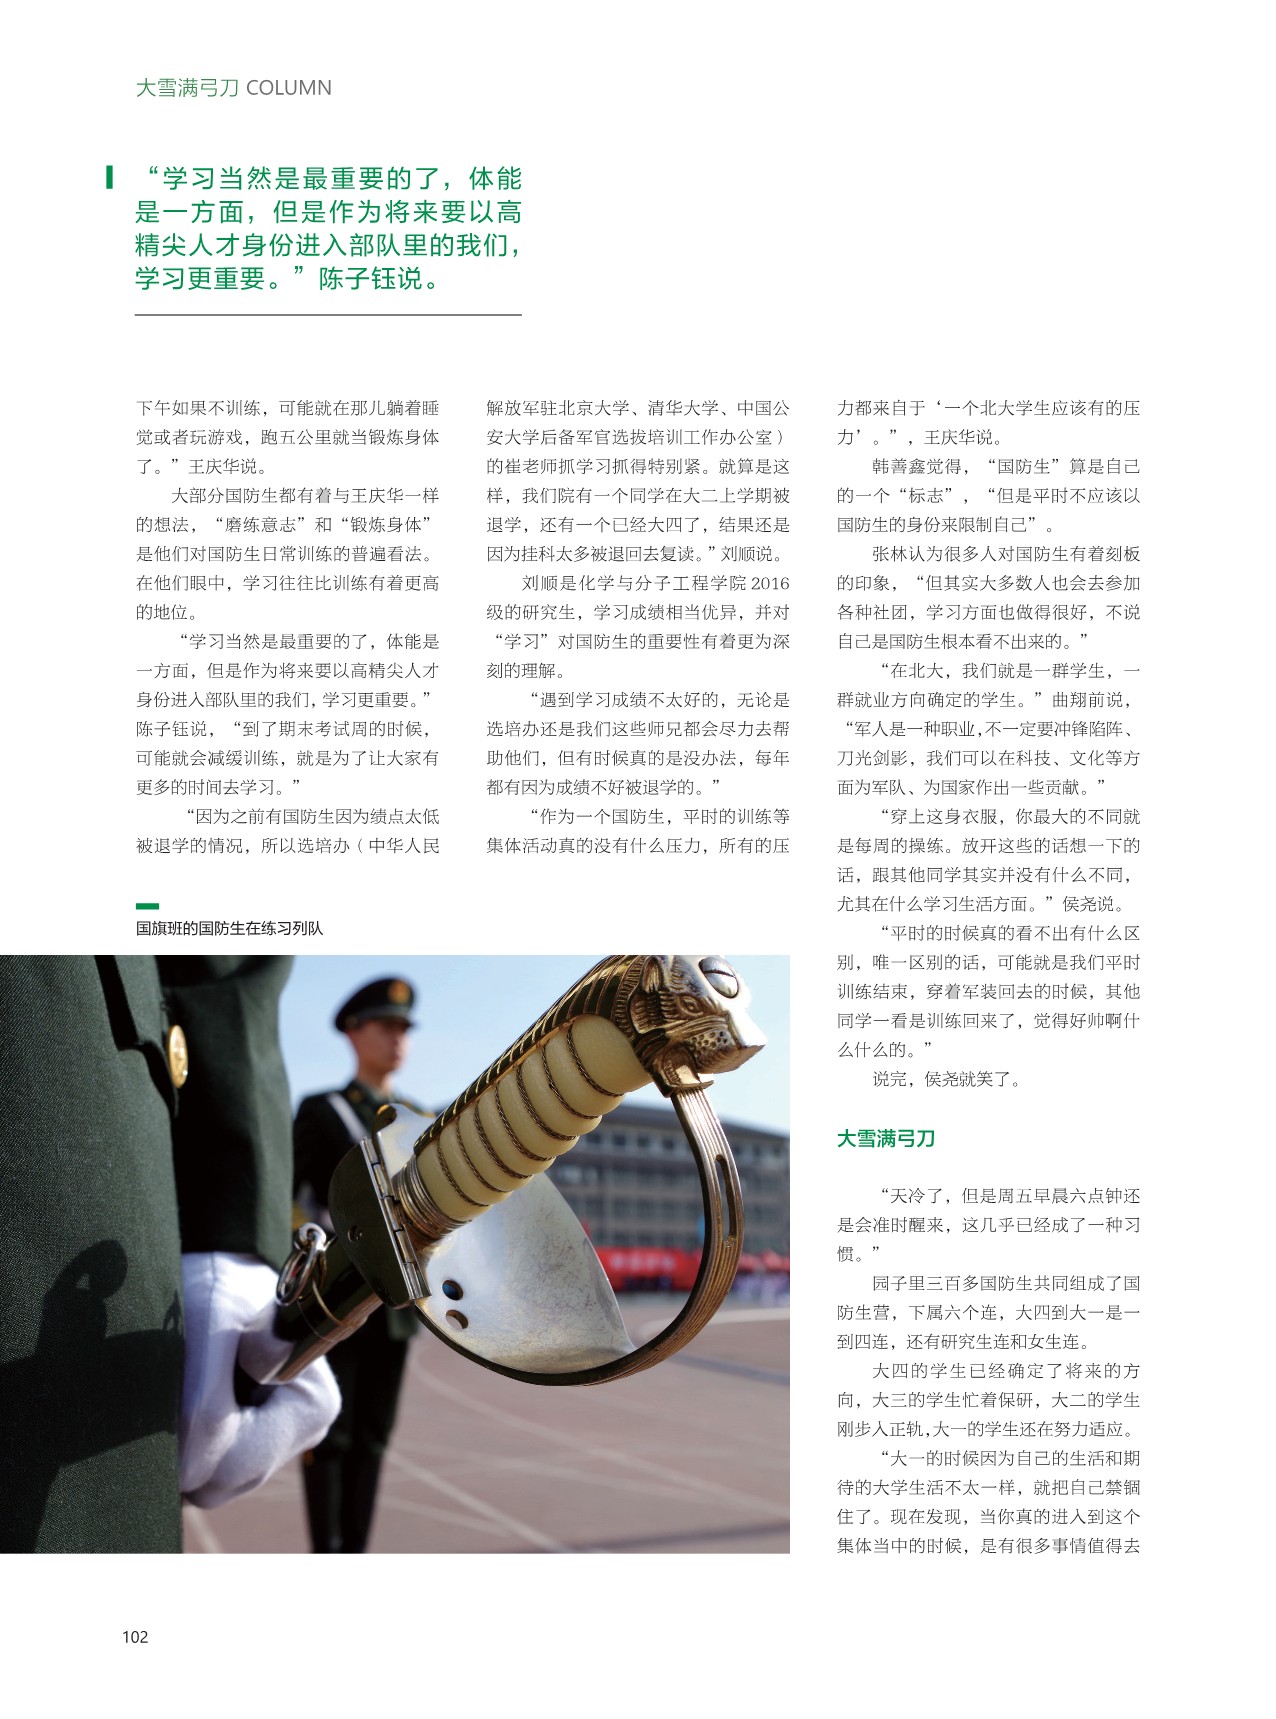 大雪满弓刀 COLUMN
“学习当然是最重要的了，体能
是一方面，但是作为将来要以高
精尖人才身份进入部队里的我们，
学习更重要。”陈子钰说。
下午如果不训练，可能就在那儿躺着睡
觉或者玩游戏，跑五公里就当锻炼身体
了。”王庆华说。
大部分国防生都有着与王庆华一样
的想法，“磨练意志”和“锻炼身体”
是他们对国防生日常训练的普遍看法。
在他们眼中，学习往往比训练有着更高
的地位。
“学习当然是最重要的了，体能是
一方面，但是作为将来要以高精尖人才
身份进入部队里的我们，学习更重要。”
陈子钰说，“到了期末考试周的时候，
可能就会减缓训练，就是为了让大家有
更多的时间去学习。”
“因为之前有国防生因为绩点太低
被退学的情况，所以选培办（中华人民
解放军驻北京大学、清华大学、中国公
安大学后备军官选拔培训工作办公室）
的崔老师抓学习抓得特别紧。就算是这
样，我们院有一个同学在大二上学期被
退学，还有一个已经大四了，结果还是
因为挂科太多被退回去复读。”刘顺说。
刘顺是化学与分子工程学院 2016
级的研究生，学习成绩相当优异，并对
“学习”对国防生的重要性有着更为深
刻的理解。
“遇到学习成绩不太好的，无论是
选培办还是我们这些师兄都会尽力去帮
助他们，但有时候真的是没办法，每年
都有因为成绩不好被退学的。”
“作为一个国防生，平时的训练等
集体活动真的没有什么压力，所有的压
力都来自于‘一个北大学生应该有的压
力’。”，王庆华说。
韩善鑫觉得，“国防生”算是自己
的一个“标志”，“但是平时不应该以
国防生的身份来限制自己”。
张林认为很多人对国防生有着刻板
的印象，“但其实大多数人也会去参加
各种社团，学习方面也做得很好，不说
自己是国防生根本看不出来的。”
“在北大，我们就是一群学生，一
群就业方向确定的学生。”曲翔前说，
“军人是一种职业，不一定要冲锋陷阵、
刀光剑影，我们可以在科技、文化等方
面为军队、为国家作出一些贡献。”
“穿上这身衣服，你最大的不同就
是每周的操练。放开这些的话想一下的
话，跟其他同学其实并没有什么不同，
尤其在什么学习生活方面。”侯尧说。
“平时的时候真的看不出有什么区
别，唯一区别的话，可能就是我们平时
训练结束，穿着军装回去的时候，其他
同学一看是训练回来了，觉得好帅啊什
么什么的。”
说完，侯尧就笑了。
大雪满弓刀
“天冷了，但是周五早晨六点钟还
是会准时醒来，这几乎已经成了一种习
惯。”
园子里三百多国防生共同组成了国
防生营，下属六个连，大四到大一是一
到四连，还有研究生连和女生连。
大四的学生已经确定了将来的方
向，大三的学生忙着保研，大二的学生
刚步入正轨，大一的学生还在努力适应。
“大一的时候因为自己的生活和期
待的大学生活不太一样，就把自己禁锢
住了。现在发现，当你真的进入到这个
集体当中的时候，是有很多事情值得去
国旗班的国防生在练习列队
102